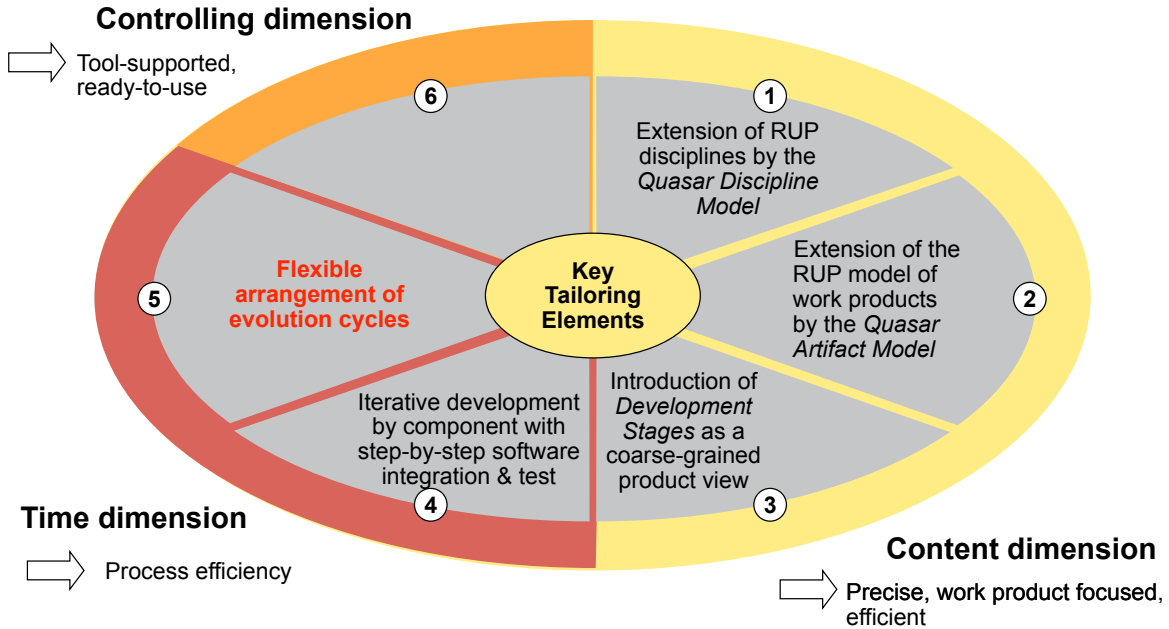 Controlling dimension
Tool-supported,
ready-to-use
6
1
Extension of RUP
disciplines by the
Quasar Discipline
Model
2
Extension of the
RUP model of
work products
by the Quasar
Artifact Model
Key
Tailoring
Elements
5
Flexible
arrangement of
evolution cycles
Introduction of
Development
Stages as a
coarse-grained
product view
3
Iterative development
by component with
step-by-step software
integration & test
4
Time dimension
Process efficiency
Content dimension
Precise, work product focused,
efficient